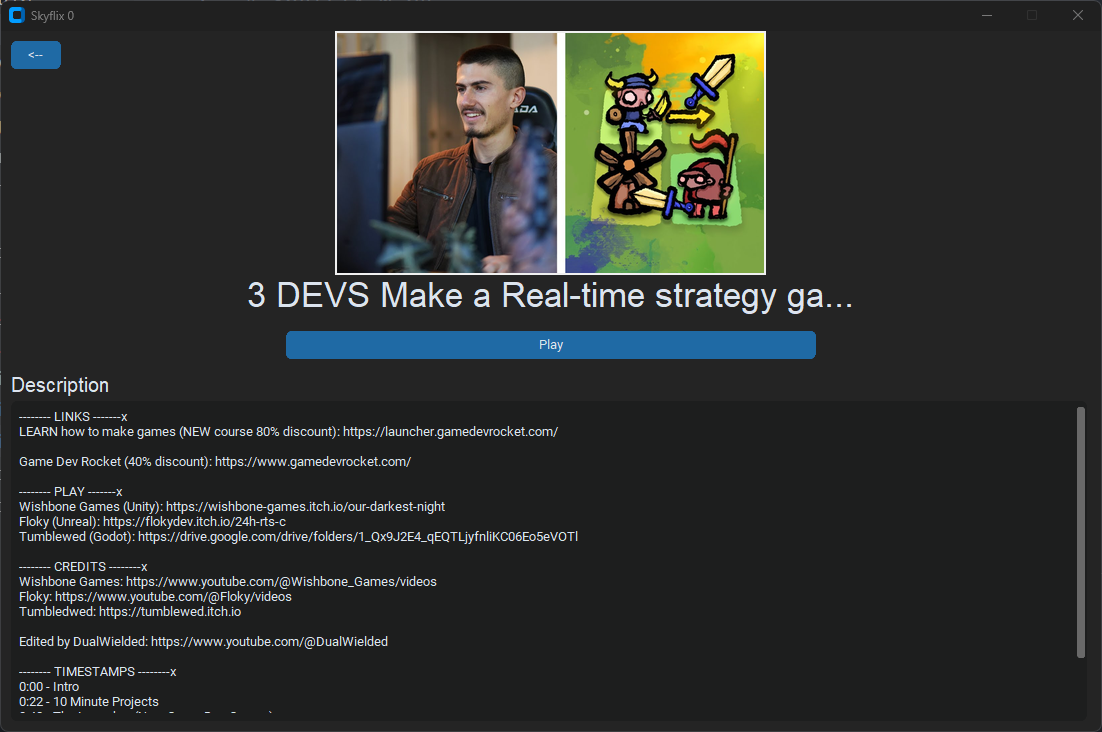 Skyflix 0
<--
3 DEVS Make a Real-time strategy ga...
Play
Description
-------- LINKS -------x
LEARN how to make games (NEW course 80% discount): https://launcher.gamedevrocket.com/
Game Dev Rocket (40% discount): https://www.gamedevrocket.com/
-------- PLAY -------x
Wishbone Games (Unity): https://wishbone-games.itch.io/our-darkest-night
Floky (Unreal): https://flokydev.itch.io/24h-rts-c
Tumblewed (Godot): https://drive.google.com/drive/folders/1_Qx9J2E4_qEQTLjyfnliKC06Eo5eVOTl
-------- CREDITS --------x
Wishbone Games: https://www.youtube.com/@Wishbone_Games/videos
Floky: https://www.youtube.com/@Floky/videos
Tumbledwed: https://tumblewed.itch.io
Edited by DualWielded: https://www.youtube.com/@DualWielded
-------- TIMESTAMPS --------x
0:00 - Intro
0:22 - 10 Minute Projects